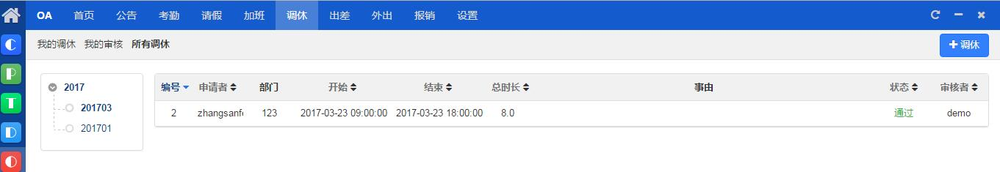 OA 首页 公告 考勤 请假 加班 调休 出差 外出 报销 设置
我的调休 我的审核 所有调休
调休
2017
201703
201701
编号 申请者 部门 开始 结束 总时长 事由 状态 审核者
2 zhangsanfe 123 2017-03-23 09:00:00 2017-03-23 18:00:00 8.0 通过 demo